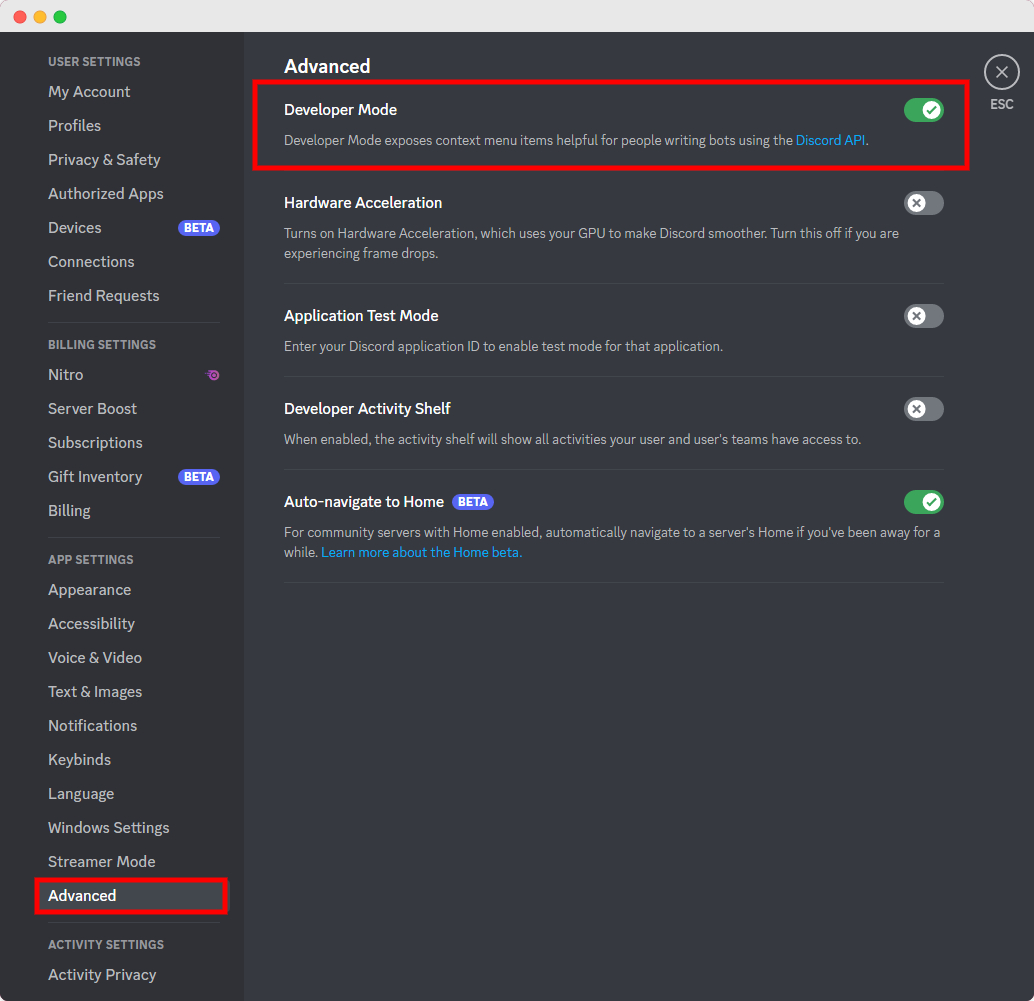 USER SETTINGS
My Account
Profiles
Privacy & Safety
Authorized Apps
Devices BETA
Connections
Friend Requests
BILLING SETTINGS
Nitro
Server Boost
Subscriptions
Gift Inventory BETA
Billing
APP SETTINGS
Appearance
Accessibility
Voice & Video
Text & Images
Notifications
Keybinds
Language
Windows Settings
Streamer Mode
Advanced
ACTIVITY SETTINGS
Activity Privacy
Advanced
Developer Mode
Developer Mode exposes context menu items helpful for people writing bots using the Discord API.
Hardware Acceleration
Turns on Hardware Acceleration, which uses your GPU to make Discord smoother. Turn this off if you are
experiencing frame drops.
Application Test Mode
Enter your Discord application ID to enable test mode for that application.
Developer Activity Shelf
When enabled, the activity shelf will show all activities your user and user's teams have access to.
Auto-navigate to Home BETA
For community servers with Home enabled, automatically navigate to a server's Home if you've been away for a
while. Learn more about the Home beta.
ESC